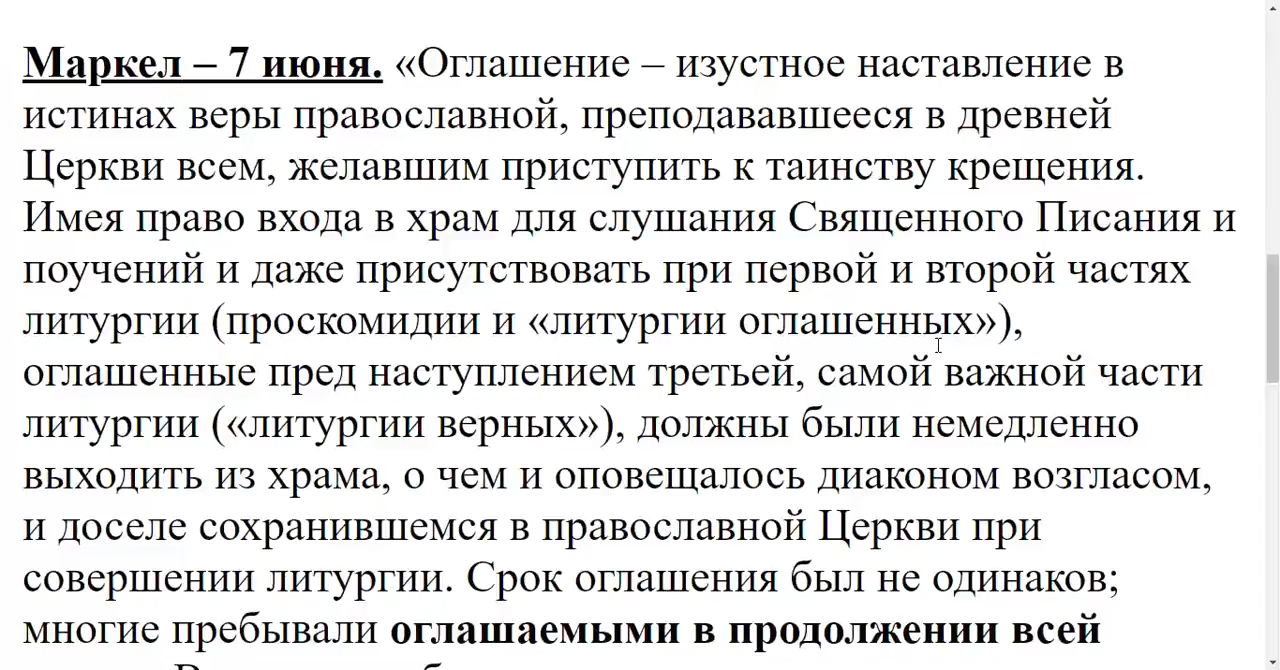 Маркел – 7 июня. «Оглашение – изустное наставление в
истинах веры православной, преподававшееся в древней
Церкви всем, желавшим приступить к таинству крещения.
Имея право входа в храм для слушания Священного Писания и
поучений и даже присутствовать при первой и второй частях
литургии (проскомидии и «литургии оглашенных»),
оглашенные пред наступлением третьей, самой важной части
литургии («литургии верных»), должны были немедленно
выходить из храма, о чем и оповещалось диаконом возгласом,
и доселе сохранившемся в православной Церкви при
совершении литургии. Срок оглашения был не одинаков;
многие пребывали оглашаемыми в продолжении всей